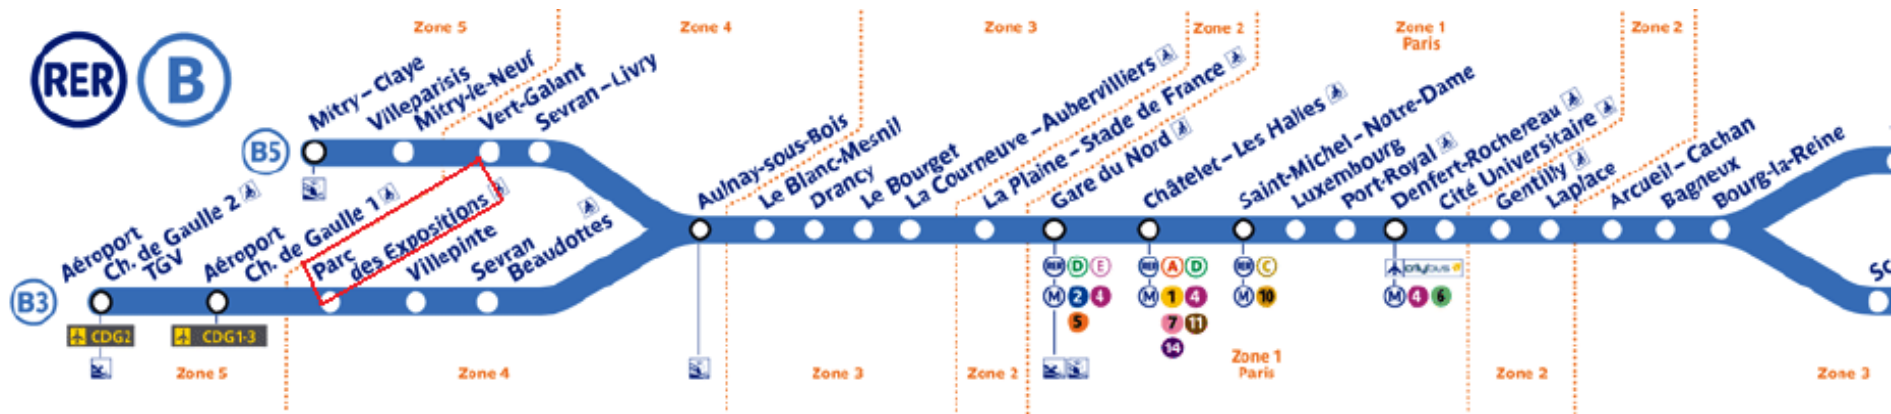 Zone 5
Zone 4
Zone 3
Zone 2
Zone 1
Paris
Zone 2
RER
B
Mitry–Claye
Villeparisis
Mitry-le-Neuf
Vert-Galant
Sevran–Livry
B5
Aulnay-sous-Bois
Le Blanc-Mesnil
Drancy
Le Bourget
La Courneuve–Aubervilliers
La Plaine–Stade de France
Gare du Nord
Châtelet–Les Halles
Saint-Michel–Notre-Dame
Luxembourg
Port-Royal
Denfert-Rochereau
Cité Universitaire
Gentilly
Laplace
Arcueil–Cachan
Bagneux
Bourg-la-Reine
Aéroport
Ch. de Gaulle 2
TGV
Aéroport
Ch. de Gaulle 1
Parc
des Expositions
Villepinte
Sevran
Beaudottes
B3
CDG2
CDG1-3
RER D E
M 2 4
5
RER A D
M 1 4
7 11
14
RER C
M 10
orlybus
M 4 6
Zone 5
Zone 4
Zone 3
Zone 2
Zone 1
Paris
Zone 2
Zone 3